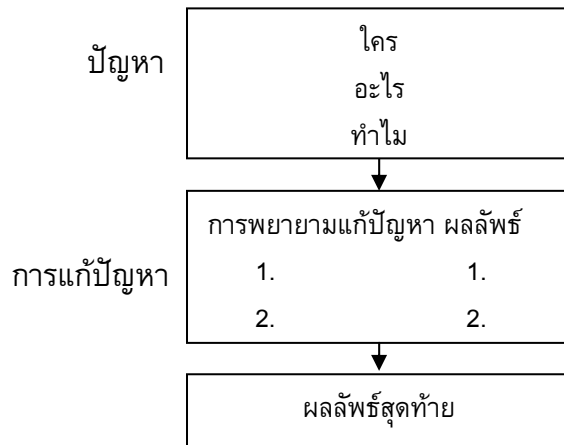 ปัญหา
ใคร
อะไร
ทำไม
การแก้ปัญหา
การพยายามแก้ปัญหา ผลลัพธ์
1. 1.
2. 2.
ผลลัพธ์สุดท้าย